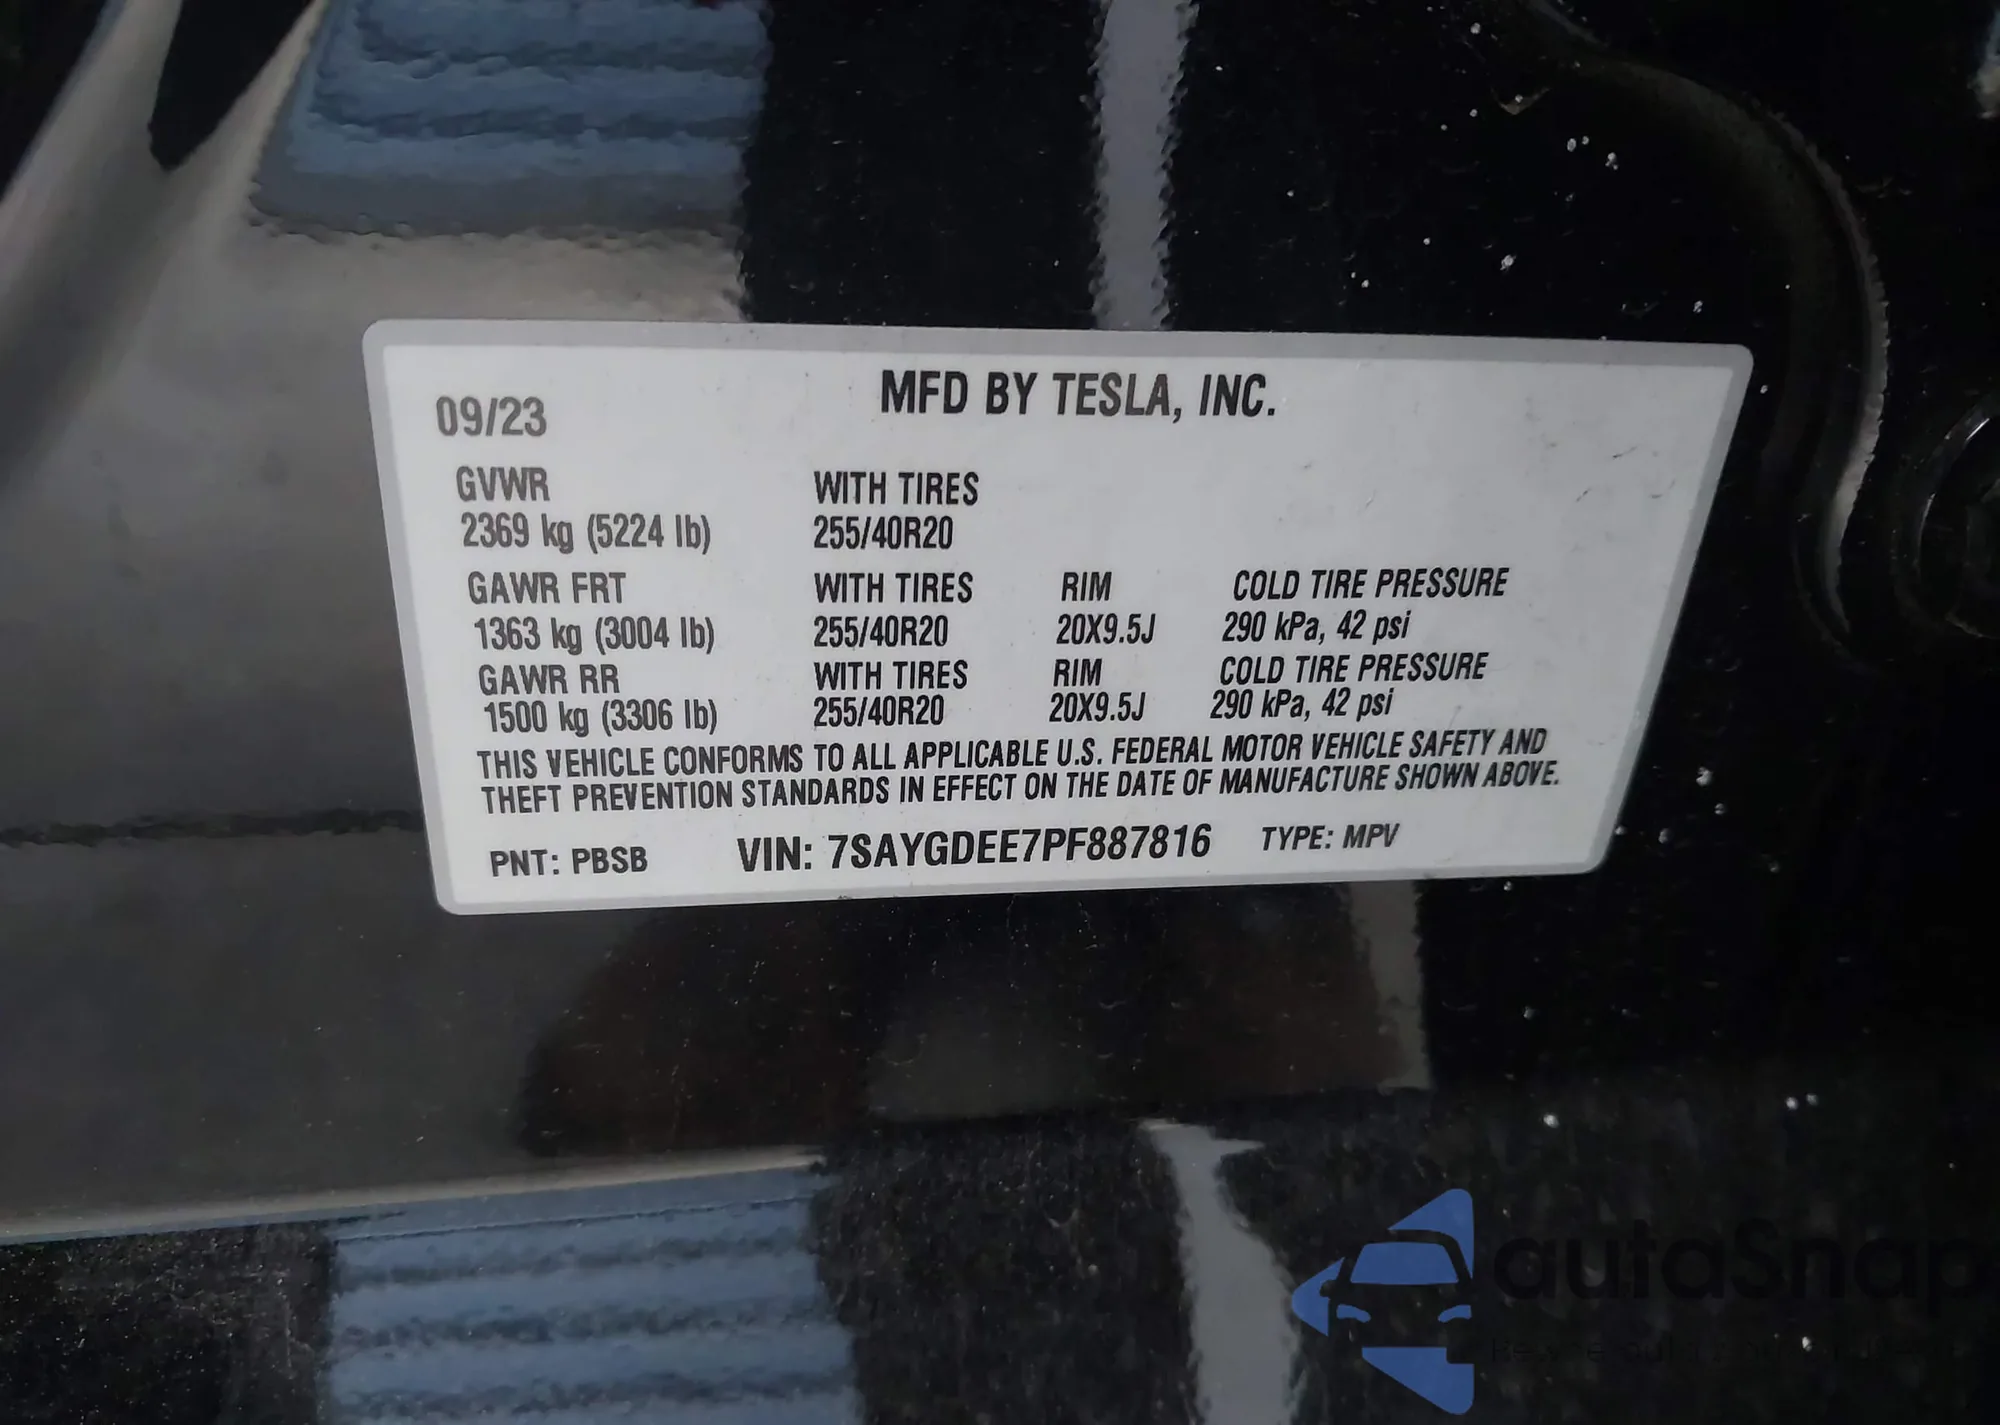 MFD BY TESLA, INC.
09/23
GVWR WITH TIRES
2369 kg (5224 lb) 255/40R20
GAWR FRT WITH TIRES RIM COLD TIRE PRESSURE
1363 kg (3004 lb) 255/40R20 20X9.5J 290 kPa, 42 psi
GAWR RR WITH TIRES RIM COLD TIRE PRESSURE
1500 kg (3306 lb) 255/40R20 20X9.5J 290 kPa, 42 psi
THIS VEHICLE CONFORMS TO ALL APPLICABLE U.S. FEDERAL MOTOR VEHICLE SAFETY AND
THEFT PREVENTION STANDARDS IN EFFECT ON THE DATE OF MANUFACTURE SHOWN ABOVE.
PNT: PBSB VIN: 7SAYGDEE7PF887816 TYPE: MPV
autaSnap